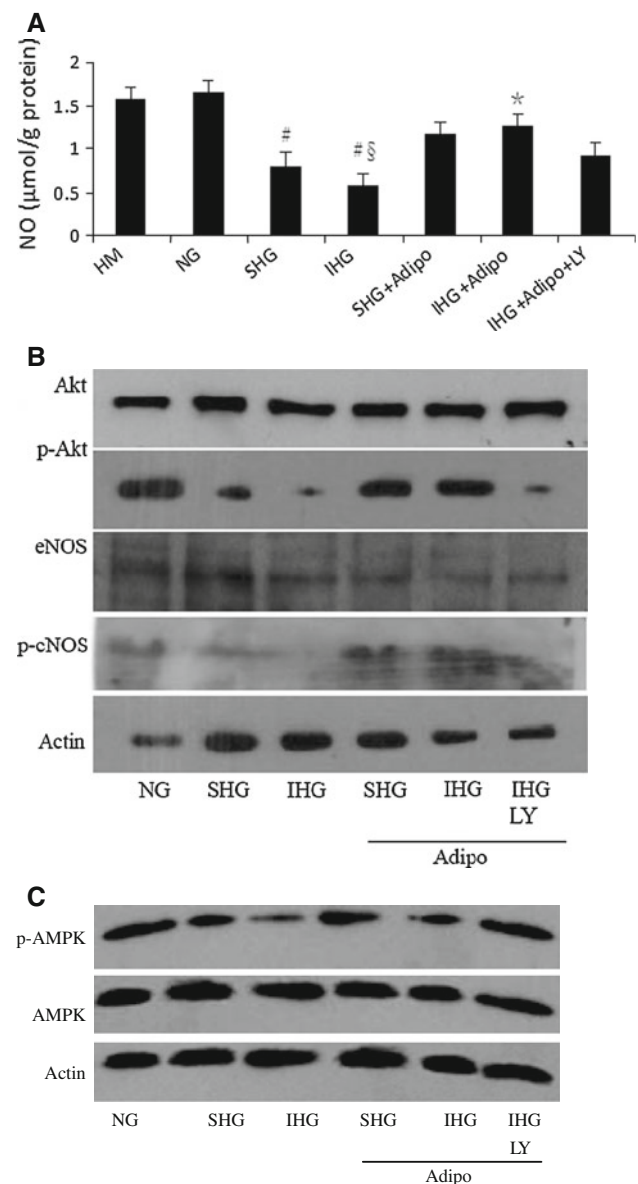 A
NO (µmol/g protein)
2
1.5
1
0.5
0
#
#§
*
HM
NG
SHG
IHG
SHG+Adipo
IHG+Adipo
IHG+Adipo+LY
B
Akt
p-Akt
eNOS
p-cNOS
Actin
NG SHG IHG SHG IHG IHG
LY
Adipo
C
p-AMPK
AMPK
Actin
NG SHG IHG SHG IHG IHG
LY
Adipo